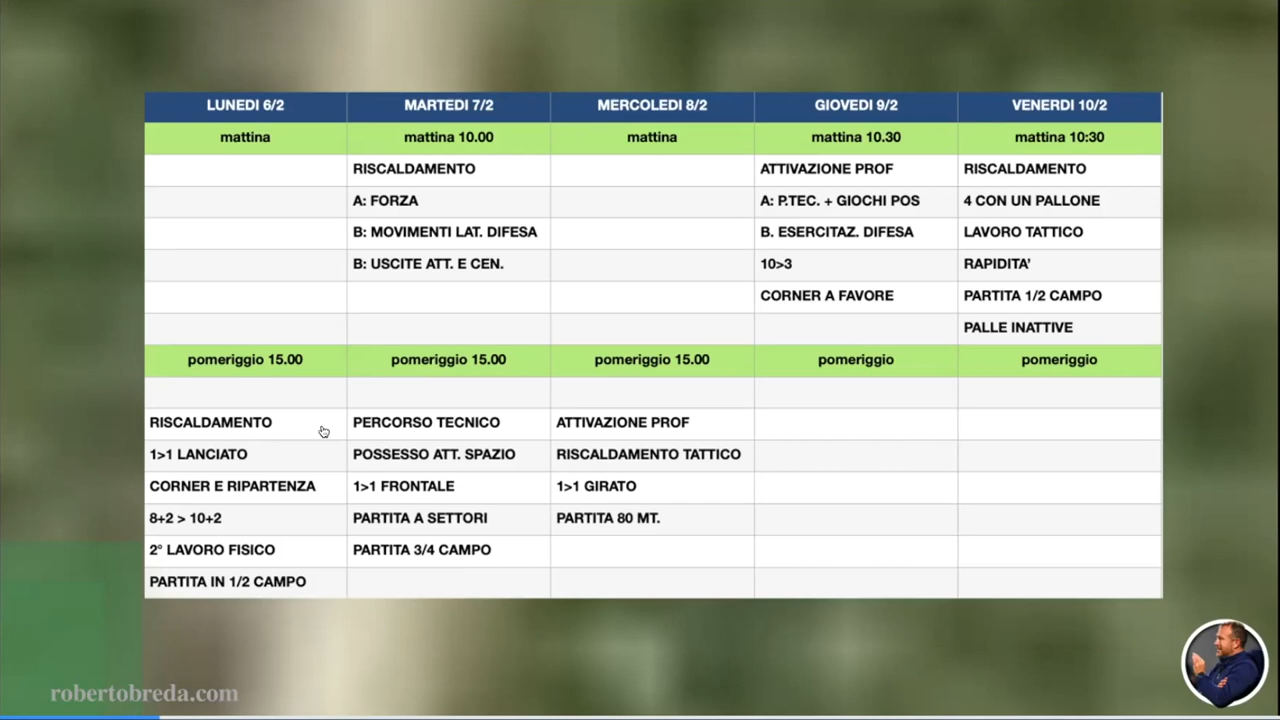 LUNEDI 6/2 MARTEDI 7/2 MERCOLEDI 8/2 GIOVEDI 9/2 VENERDI 10/2
mattina mattina 10.00 mattina mattina 10.30 mattina 10:30
RISCALDAMENTO ATTIVAZIONE PROF RISCALDAMENTO
A: FORZA A: P.TEC. + GIOCHI POS 4 CON UN PALLONE
B: MOVIMENTI LAT. DIFESA B. ESERCITAZ. DIFESA LAVORO TATTICO
B: USCITE ATT. E CEN. 10>3 RAPIDITA’
CORNER A FAVORE PARTITA 1/2 CAMPO
PALLE INATTIVE
pomeriggio 15.00 pomeriggio 15.00 pomeriggio 15.00 pomeriggio pomeriggio
RISCALDAMENTO PERCORSO TECNICO ATTIVAZIONE PROF
1>1 LANCIATO POSSESSO ATT. SPAZIO RISCALDAMENTO TATTICO
CORNER E RIPARTENZA 1>1 FRONTALE 1>1 GIRATO
8+2 > 10+2 PARTITA A SETTORI PARTITA 80 MT.
2° LAVORO FISICO PARTITA 3/4 CAMPO
PARTITA IN 1/2 CAMPO
robertobreda.com